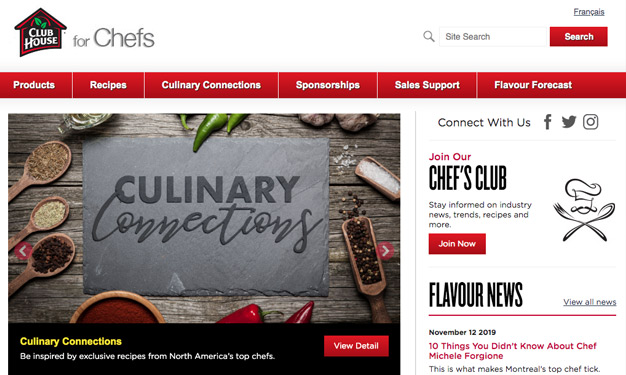 Français
CLUB
HOUSE
for Chefs
Site Search
Search
Products
Recipes
Culinary Connections
Sponsorships
Sales Support
Flavour Forecast
CULINARY
Connections
Culinary Connections
Be inspired by exclusive recipes from North America's top chefs.
View Detail
Connect With Us
Join Our
CHEF'S CLUB
Stay informed on industry
news, trends, recipes and
more.
Join Now
FLAVOUR NEWS
View all news
November 12 2019
10 Things You Didn't Know About Chef
Michele Forgione
This is what makes Montreal's top chef tick.